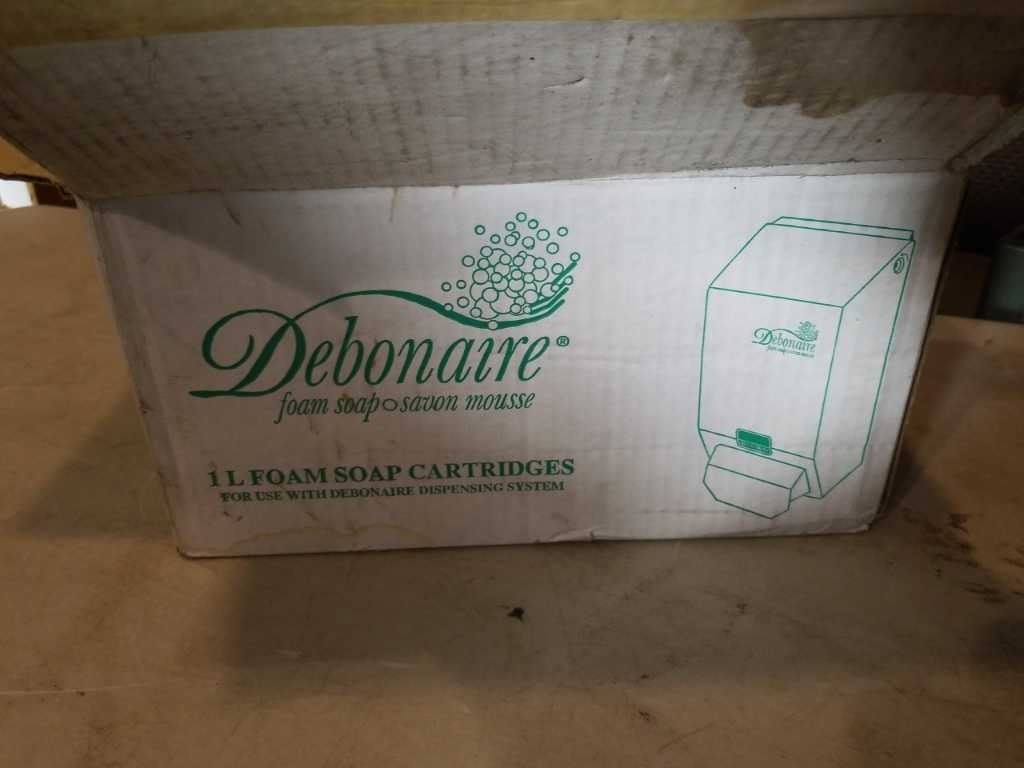 Debonaire®
foam soap savon mousse
1 L FOAM SOAP CARTRIDGES
FOR USE WITH DEBONAIRE DISPENSING SYSTEM
Debonaire